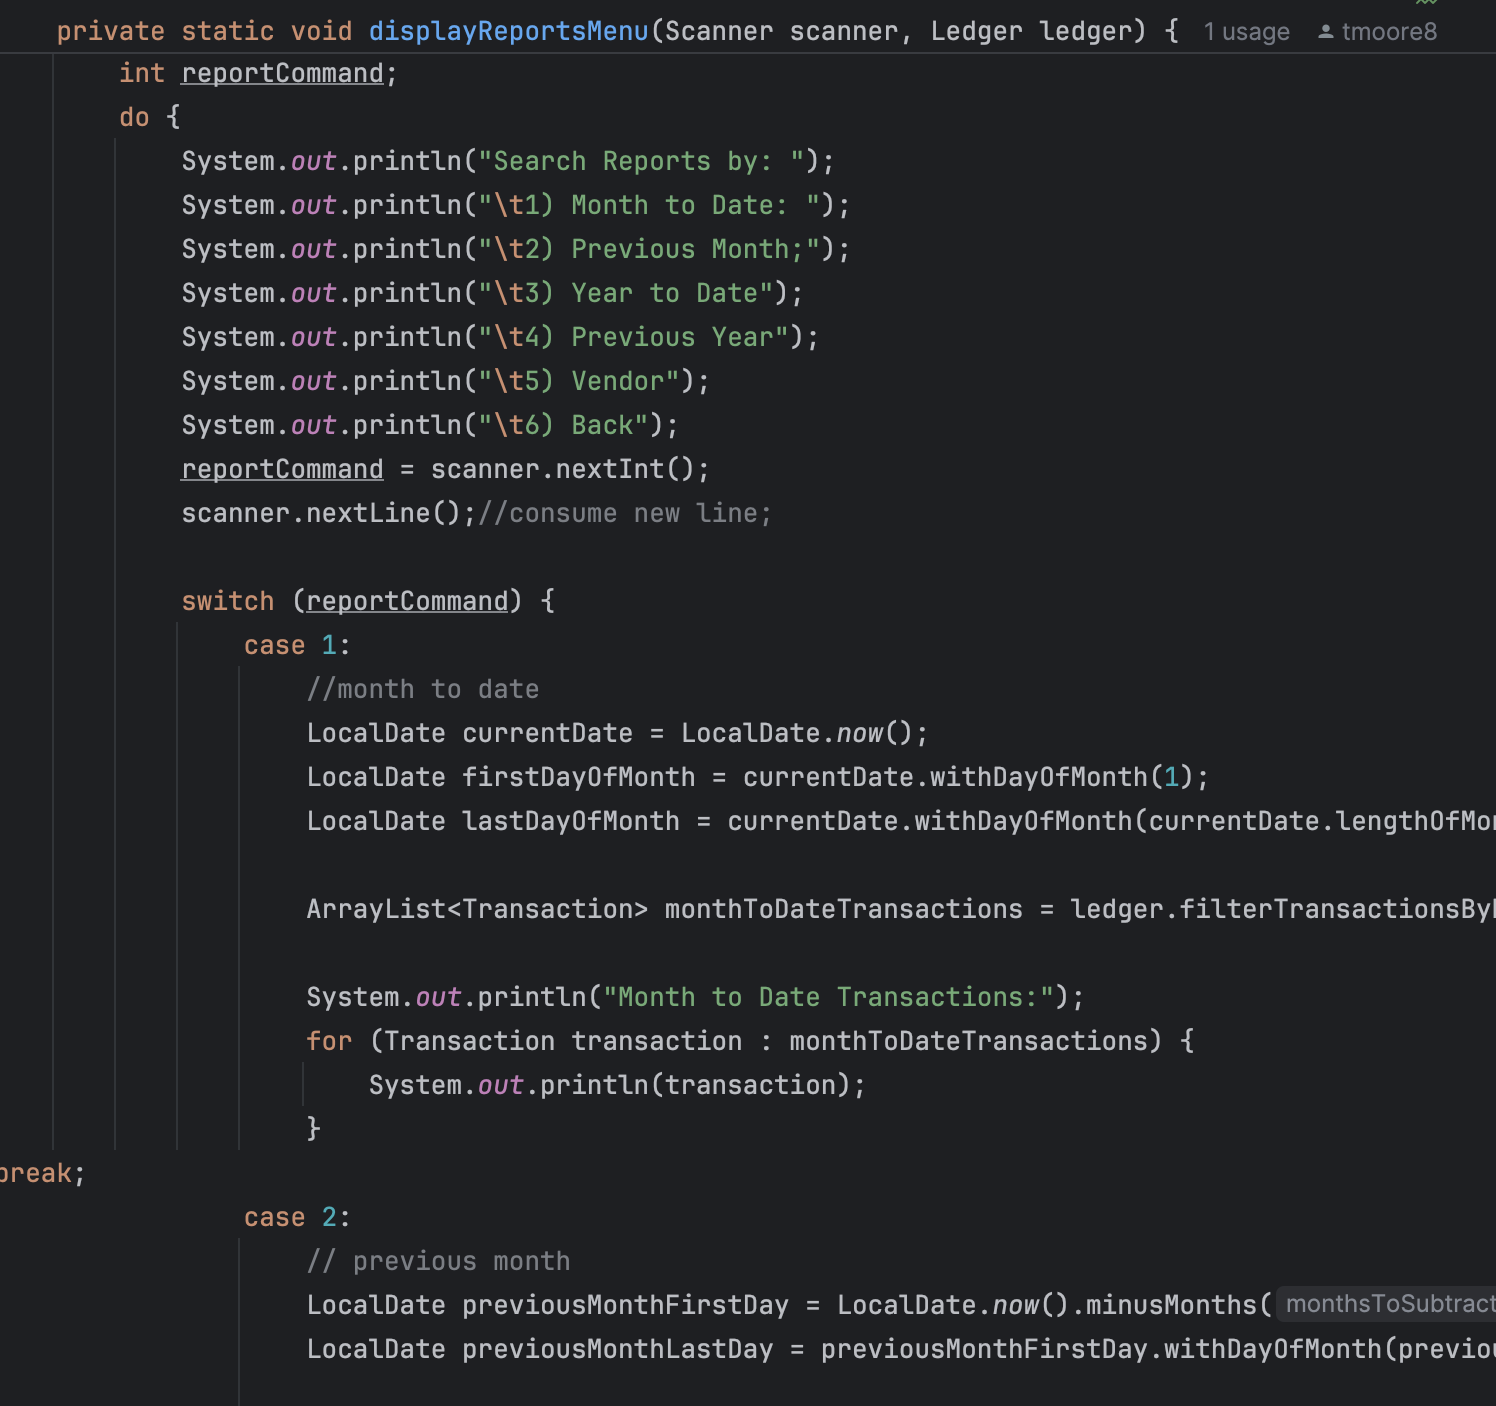 private static void displayReportsMenu(Scanner scanner, Ledger ledger) { 1 usage tmoore8
int reportCommand;
do {
System.out.println("Search Reports by: ");
System.out.println("\t1) Month to Date: ");
System.out.println("\t2) Previous Month;");
System.out.println("\t3) Year to Date");
System.out.println("\t4) Previous Year");
System.out.println("\t5) Vendor");
System.out.println("\t6) Back");
reportCommand = scanner.nextInt();
scanner.nextLine();//consume new line;
switch (reportCommand) {
case 1:
//month to date
LocalDate currentDate = LocalDate.now();
LocalDate firstDayOfMonth = currentDate.withDayOfMonth(1);
LocalDate lastDayOfMonth = currentDate.withDayOfMonth(currentDate.lengthOfMon
ArrayList<Transaction> monthToDateTransactions = ledger.filterTransactionsBy
System.out.println("Month to Date Transactions:");
for (Transaction transaction : monthToDateTransactions) {
System.out.println(transaction);
}
break;
case 2:
// previous month
LocalDate previousMonthFirstDay = LocalDate.now().minusMonths( monthsToSubtract
LocalDate previousMonthLastDay = previousMonthFirstDay.withDayOfMonth(previou